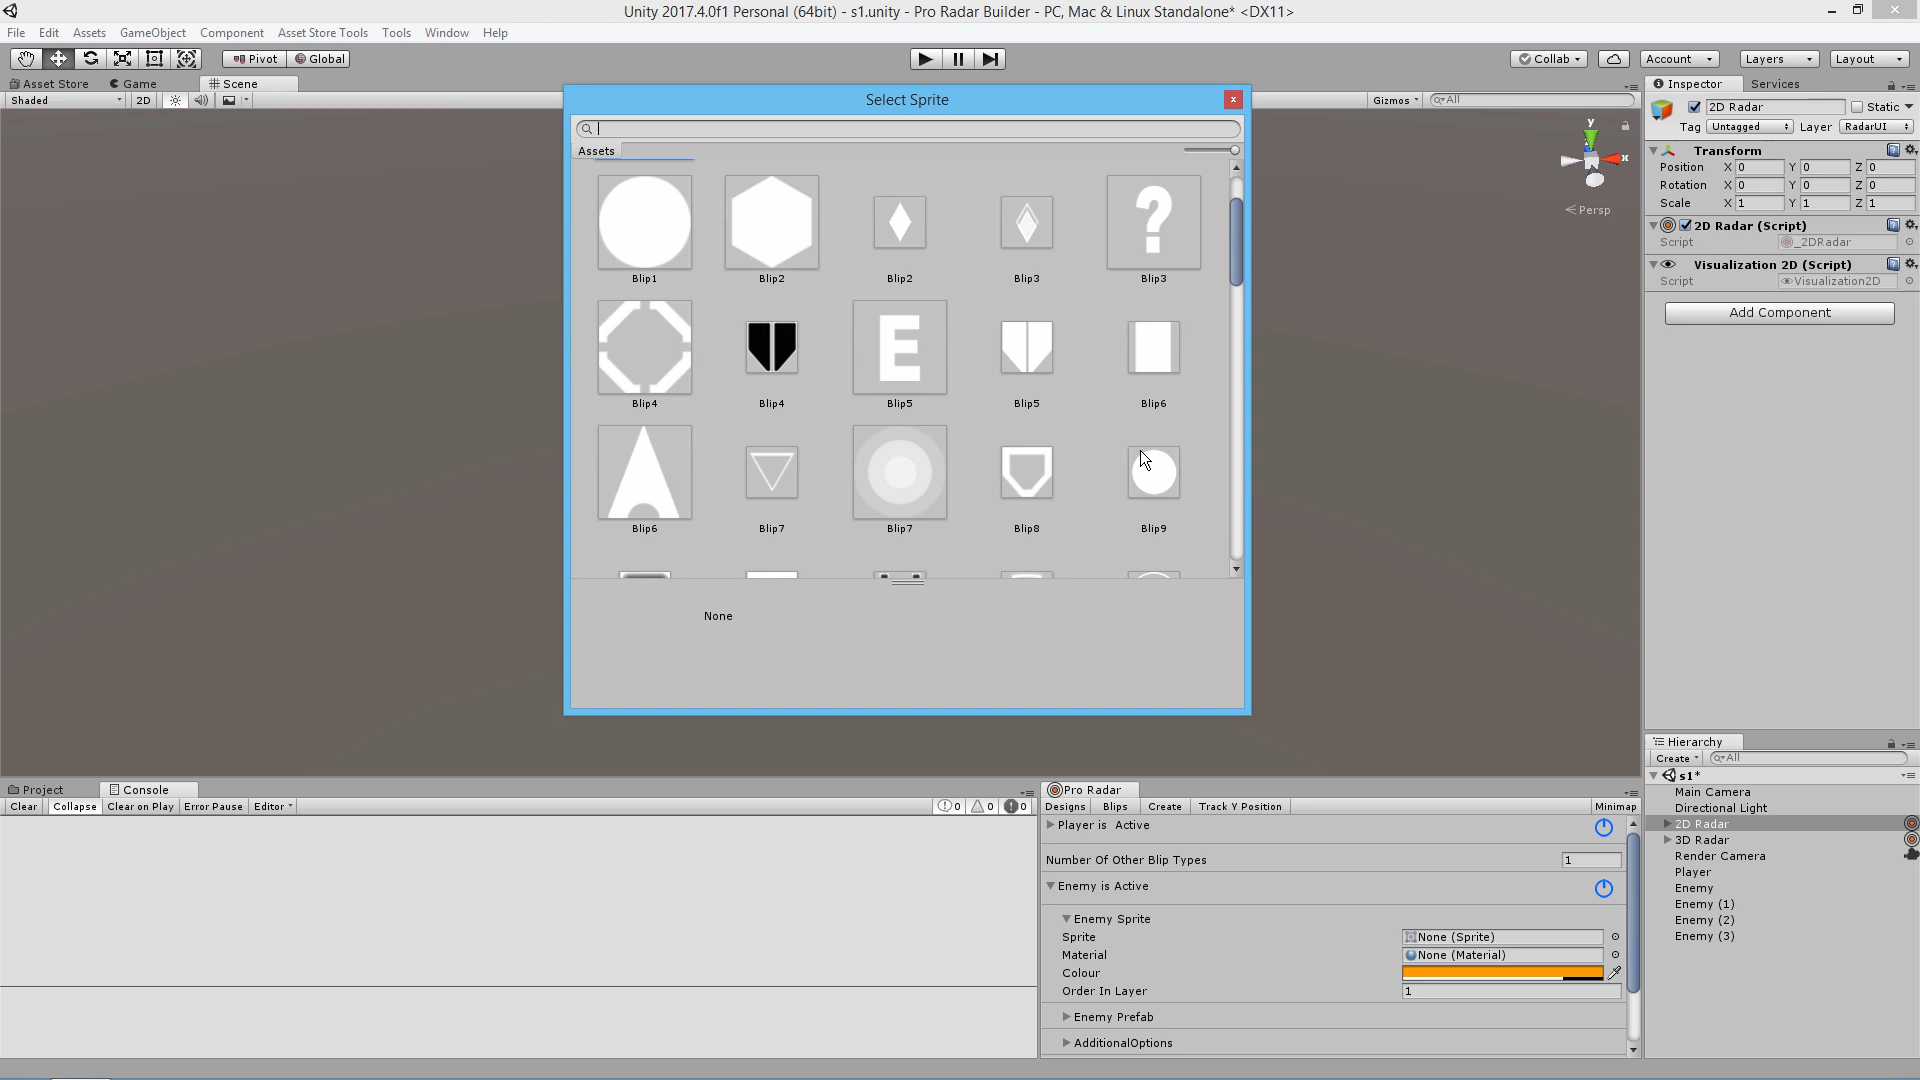 Unity 2017.4.0f1 Personal (64bit) - s1.unity - Pro Radar Builder - PC, Mac & Linux Standalone* <DX11>
File Edit Assets GameObject Component Asset Store Tools Tools Window Help
Pivot Global Collab Account Layers Layout
Asset Store Game Scene
Shaded 2D Gizmos All
Select Sprite
Assets
Blip1 Blip2 Blip2 Blip3 Blip3
Blip4 Blip4 Blip5 Blip5 Blip6
Blip6 Blip7 Blip7 Blip8 Blip9
None
Inspector Services
2D Radar Static
Tag Untagged Layer RadarUI
Transform
Position X 0 Y 0 Z 0
Rotation X 0 Y 0 Z 0
Scale X 1 Y 1 Z 1
2D Radar (Script)
Script _2DRadar
Visualization 2D (Script)
Script Visualization2D
Add Component
y
x
Persp
Hierarchy
Create All
s1*
Main Camera
Directional Light
2D Radar
3D Radar
Render Camera
Player
Enemy
Enemy (1)
Enemy (2)
Enemy (3)
Project Console
Clear Collapse Clear on Play Error Pause Editor 0 0 0
Pro Radar
Designs Blips Create Track Y Position Minimap
Player is Active
Number Of Other Blip Types 1
Enemy is Active
Enemy Sprite
Sprite None (Sprite)
Material None (Material)
Colour
Order In Layer 1
Enemy Prefab
AdditionalOptions